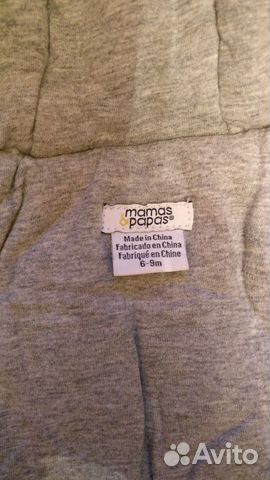 mamas
&papas®
Made in China
Fabricado en China
Fabriqué en Chine
6-9m
Avito